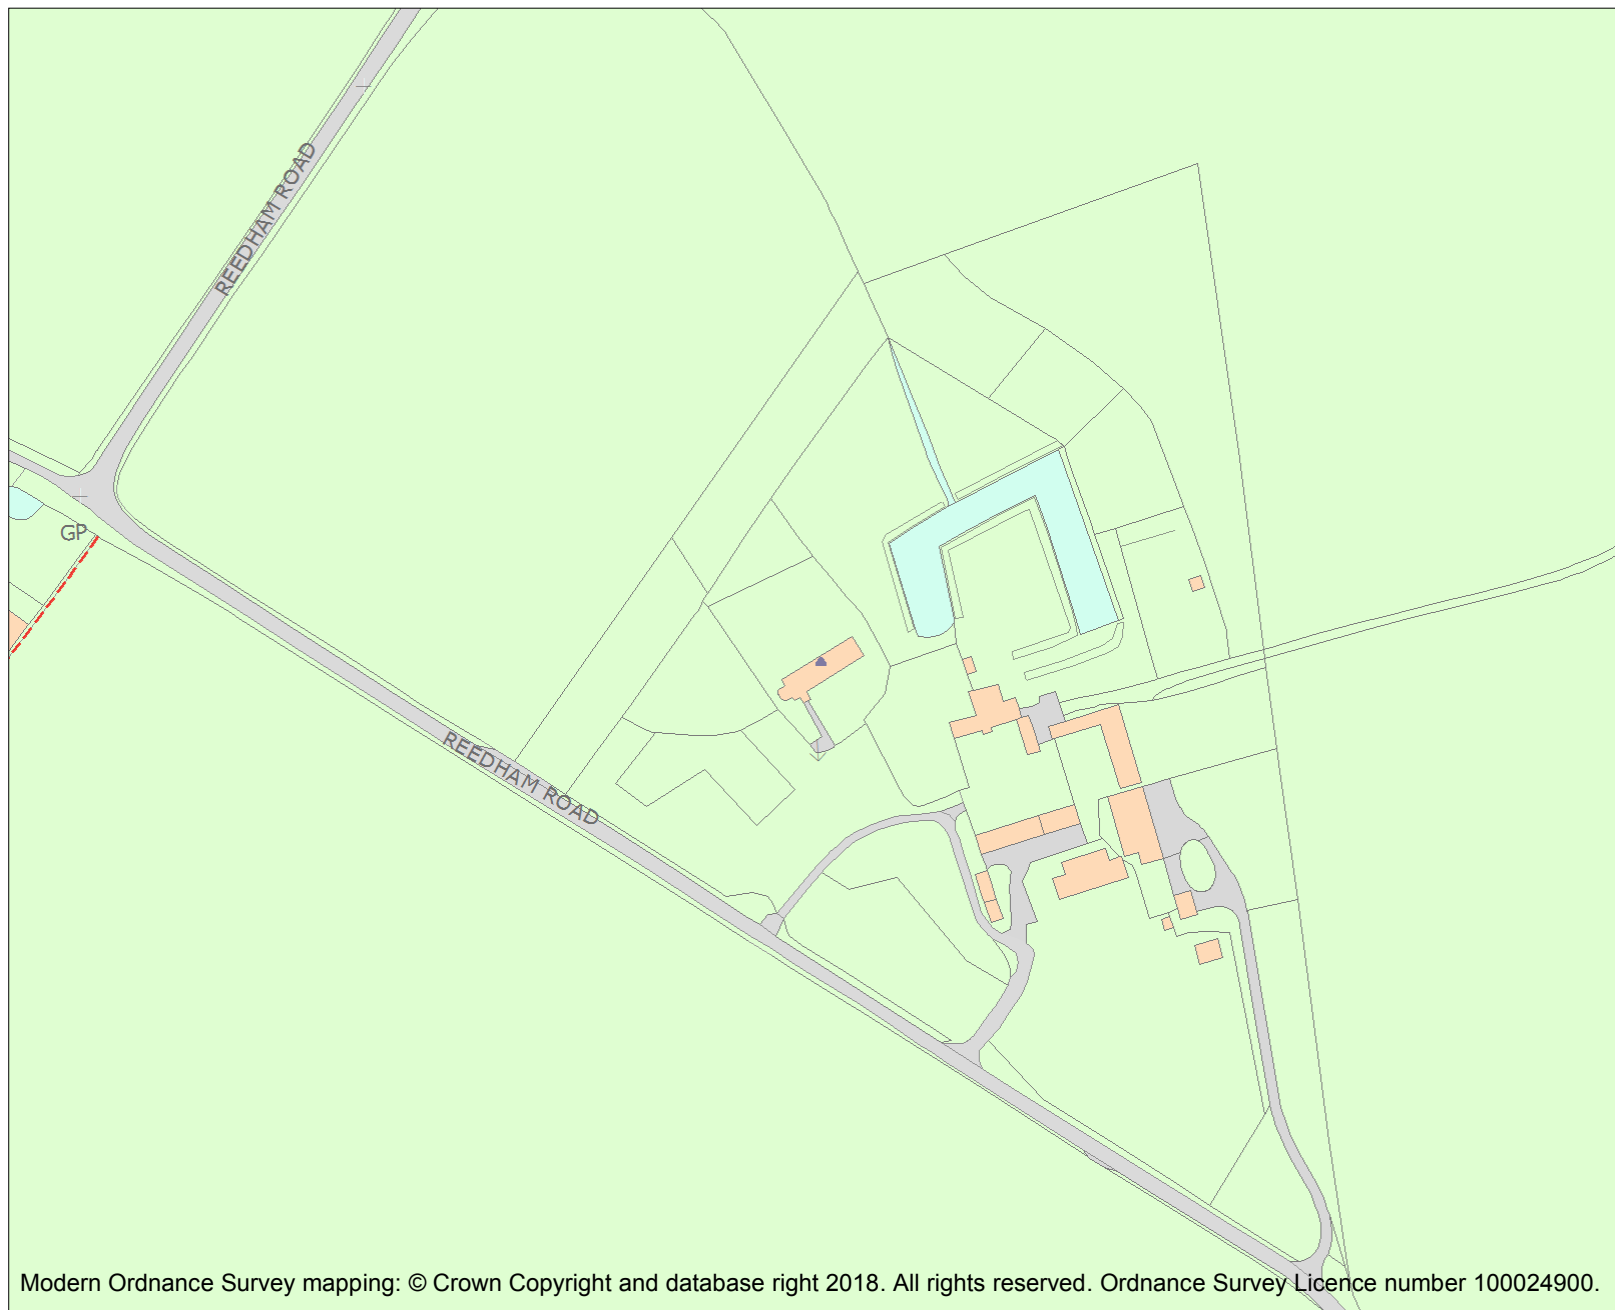 REEDHAM ROAD
GP
REEDHAM ROAD
Modern Ordnance Survey mapping: © Crown Copyright and database right 2018. All rights reserved. Ordnance Survey Licence number 100024900.